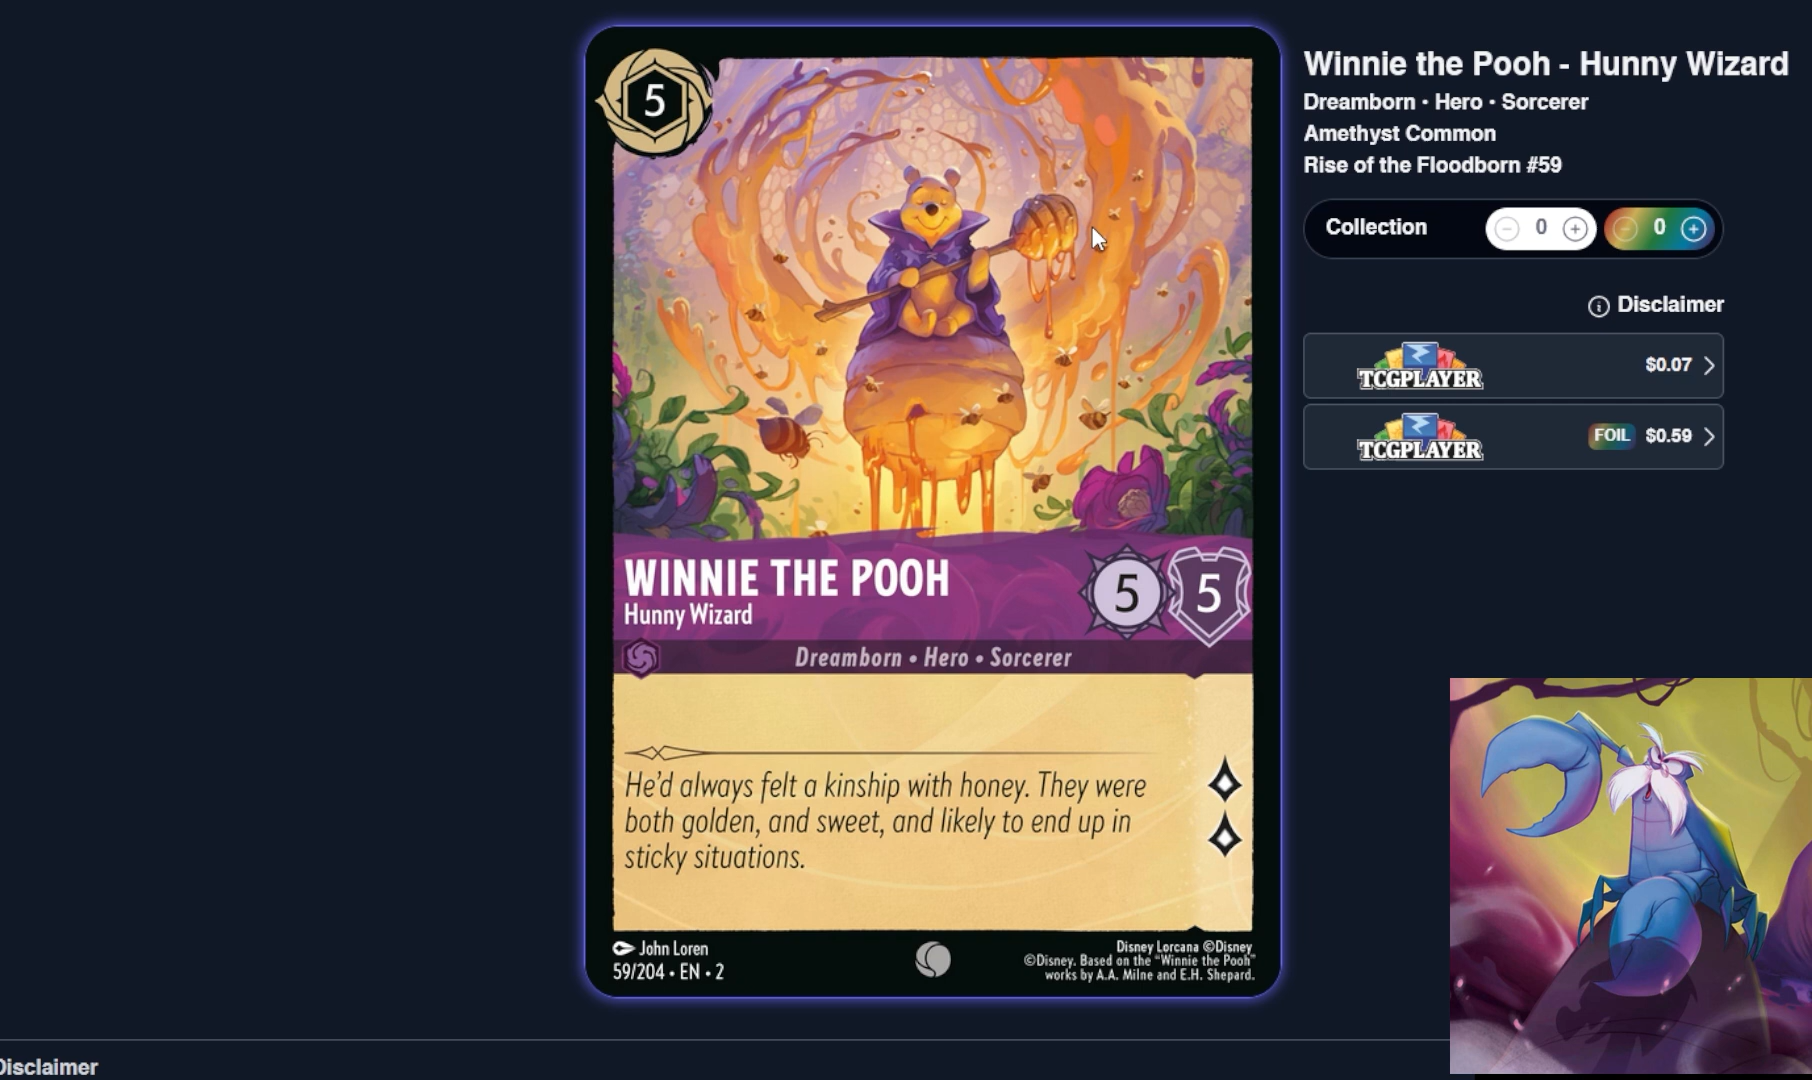 5
WINNIE THE POOH
Hunny Wizard
5 5
Dreamborn • Hero • Sorcerer
He'd always felt a kinship with honey. They were
both golden, and sweet, and likely to end up in
sticky situations.
John Loren
59/204 • EN • 2
Disney Lorcana ©Disney
©Disney. Based on the "Winnie the Pooh"
works by A.A. Milne and E.H. Shepard.
Winnie the Pooh - Hunny Wizard
Dreamborn • Hero • Sorcerer
Amethyst Common
Rise of the Floodborn #59
Collection 0 0
Disclaimer
TCGPLAYER $0.07
TCGPLAYER FOIL $0.59
Disclaimer